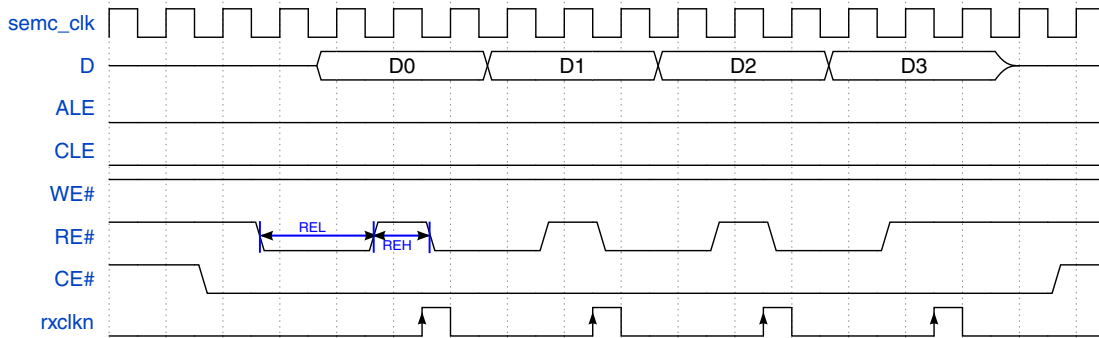 semc_clk
D D0 D1 D2 D3
ALE
CLE
WE#
RE# REL REH
CE#
rxclkn